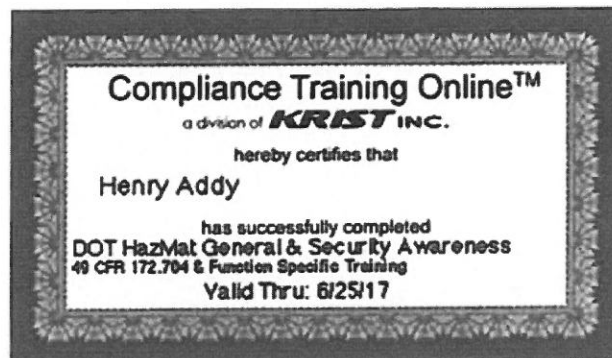 Compliance Training Online™
a division of KRIST INC.
hereby certifies that
Henry Addy
has successfully completed
DOT HazMat General & Security Awareness
49 CFR 172.704 & Function Specific Training
Valid Thru: 6/25/17